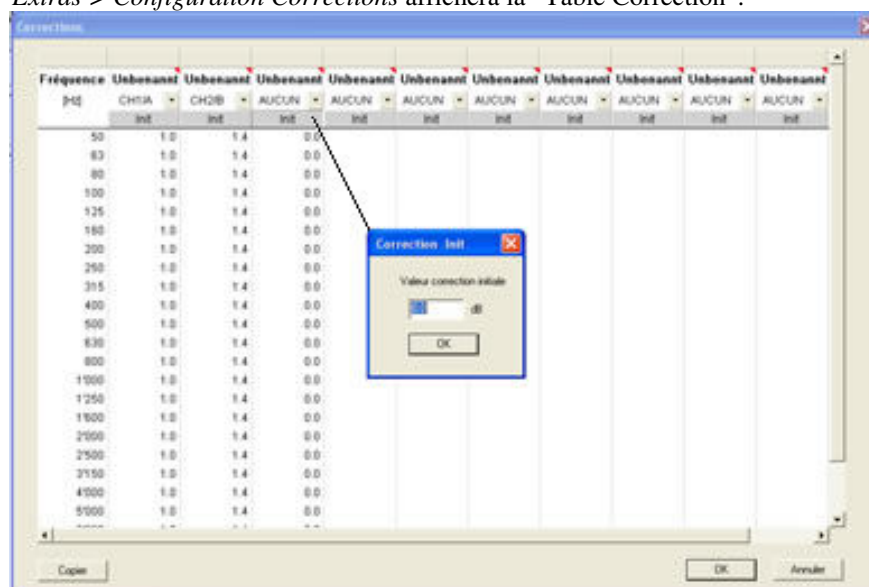 Extras > Configuration Corrections affichera la "Table Correction".
Corrections
Fréquence Unbenannt Unbenannt Unbenannt Unbenannt Unbenannt Unbenannt Unbenannt Unbenannt Unbenannt Unbenannt
[Hz] CH1/A CH2/B AUCUN AUCUN AUCUN AUCUN AUCUN AUCUN AUCUN AUCUN
Init Init Init Init Init Init Init Init Init Init
50 1.0 1.4 0.0
63 1.0 1.4 0.0
80 1.0 1.4 0.0
100 1.0 1.4 0.0
125 1.0 1.4 0.0
160 1.0 1.4 0.0
200 1.0 1.4 0.0
250 1.0 1.4 0.0
315 1.0 1.4 0.0
400 1.0 1.4 0.0
500 1.0 1.4 0.0
630 1.0 1.4 0.0
800 1.0 1.4 0.0
1'000 1.0 1.4 0.0
1'250 1.0 1.4 0.0
1'600 1.0 1.4 0.0
2'000 1.0 1.4 0.0
2'500 1.0 1.4 0.0
3'150 1.0 1.4 0.0
4'000 1.0 1.4 0.0
5'000 1.0 1.4 0.0
Correction Init
Valeur correction initiale
dB
OK
Copier OK Annuler